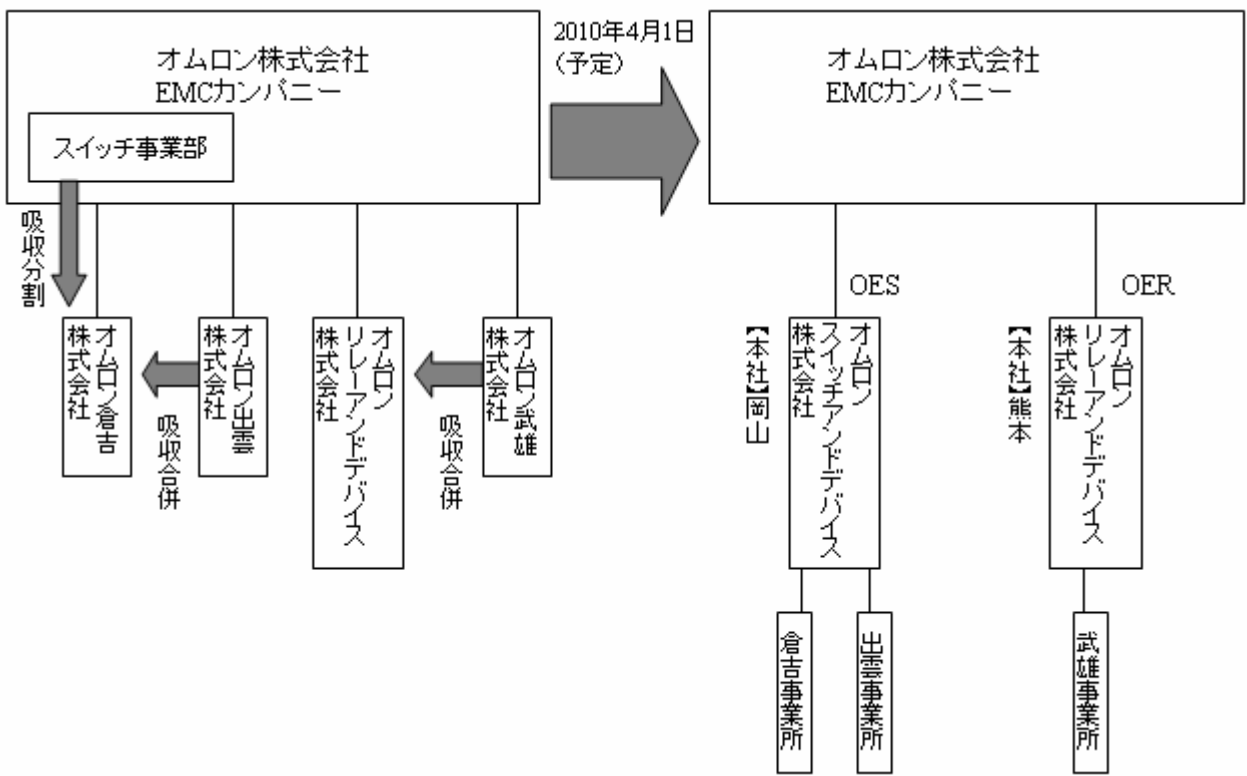 オムロン株式会社
EMCカンパニー
スイッチ事業部
吸収分割
オムロン倉吉
株式会社
吸収合併
オムロン出雲
株式会社
オムロン
リレーアンドデバイス
株式会社
吸収合併
オムロン武雄
株式会社
2010年4月1日
(予定)
オムロン株式会社
EMCカンパニー
OES
OER
オムロン
スイッチアンドデバイス
株式会社
【本社】岡山
オムロン
リレーアンドデバイス
株式会社
【本社】熊本
倉吉事業所
出雲事業所
武雄事業所